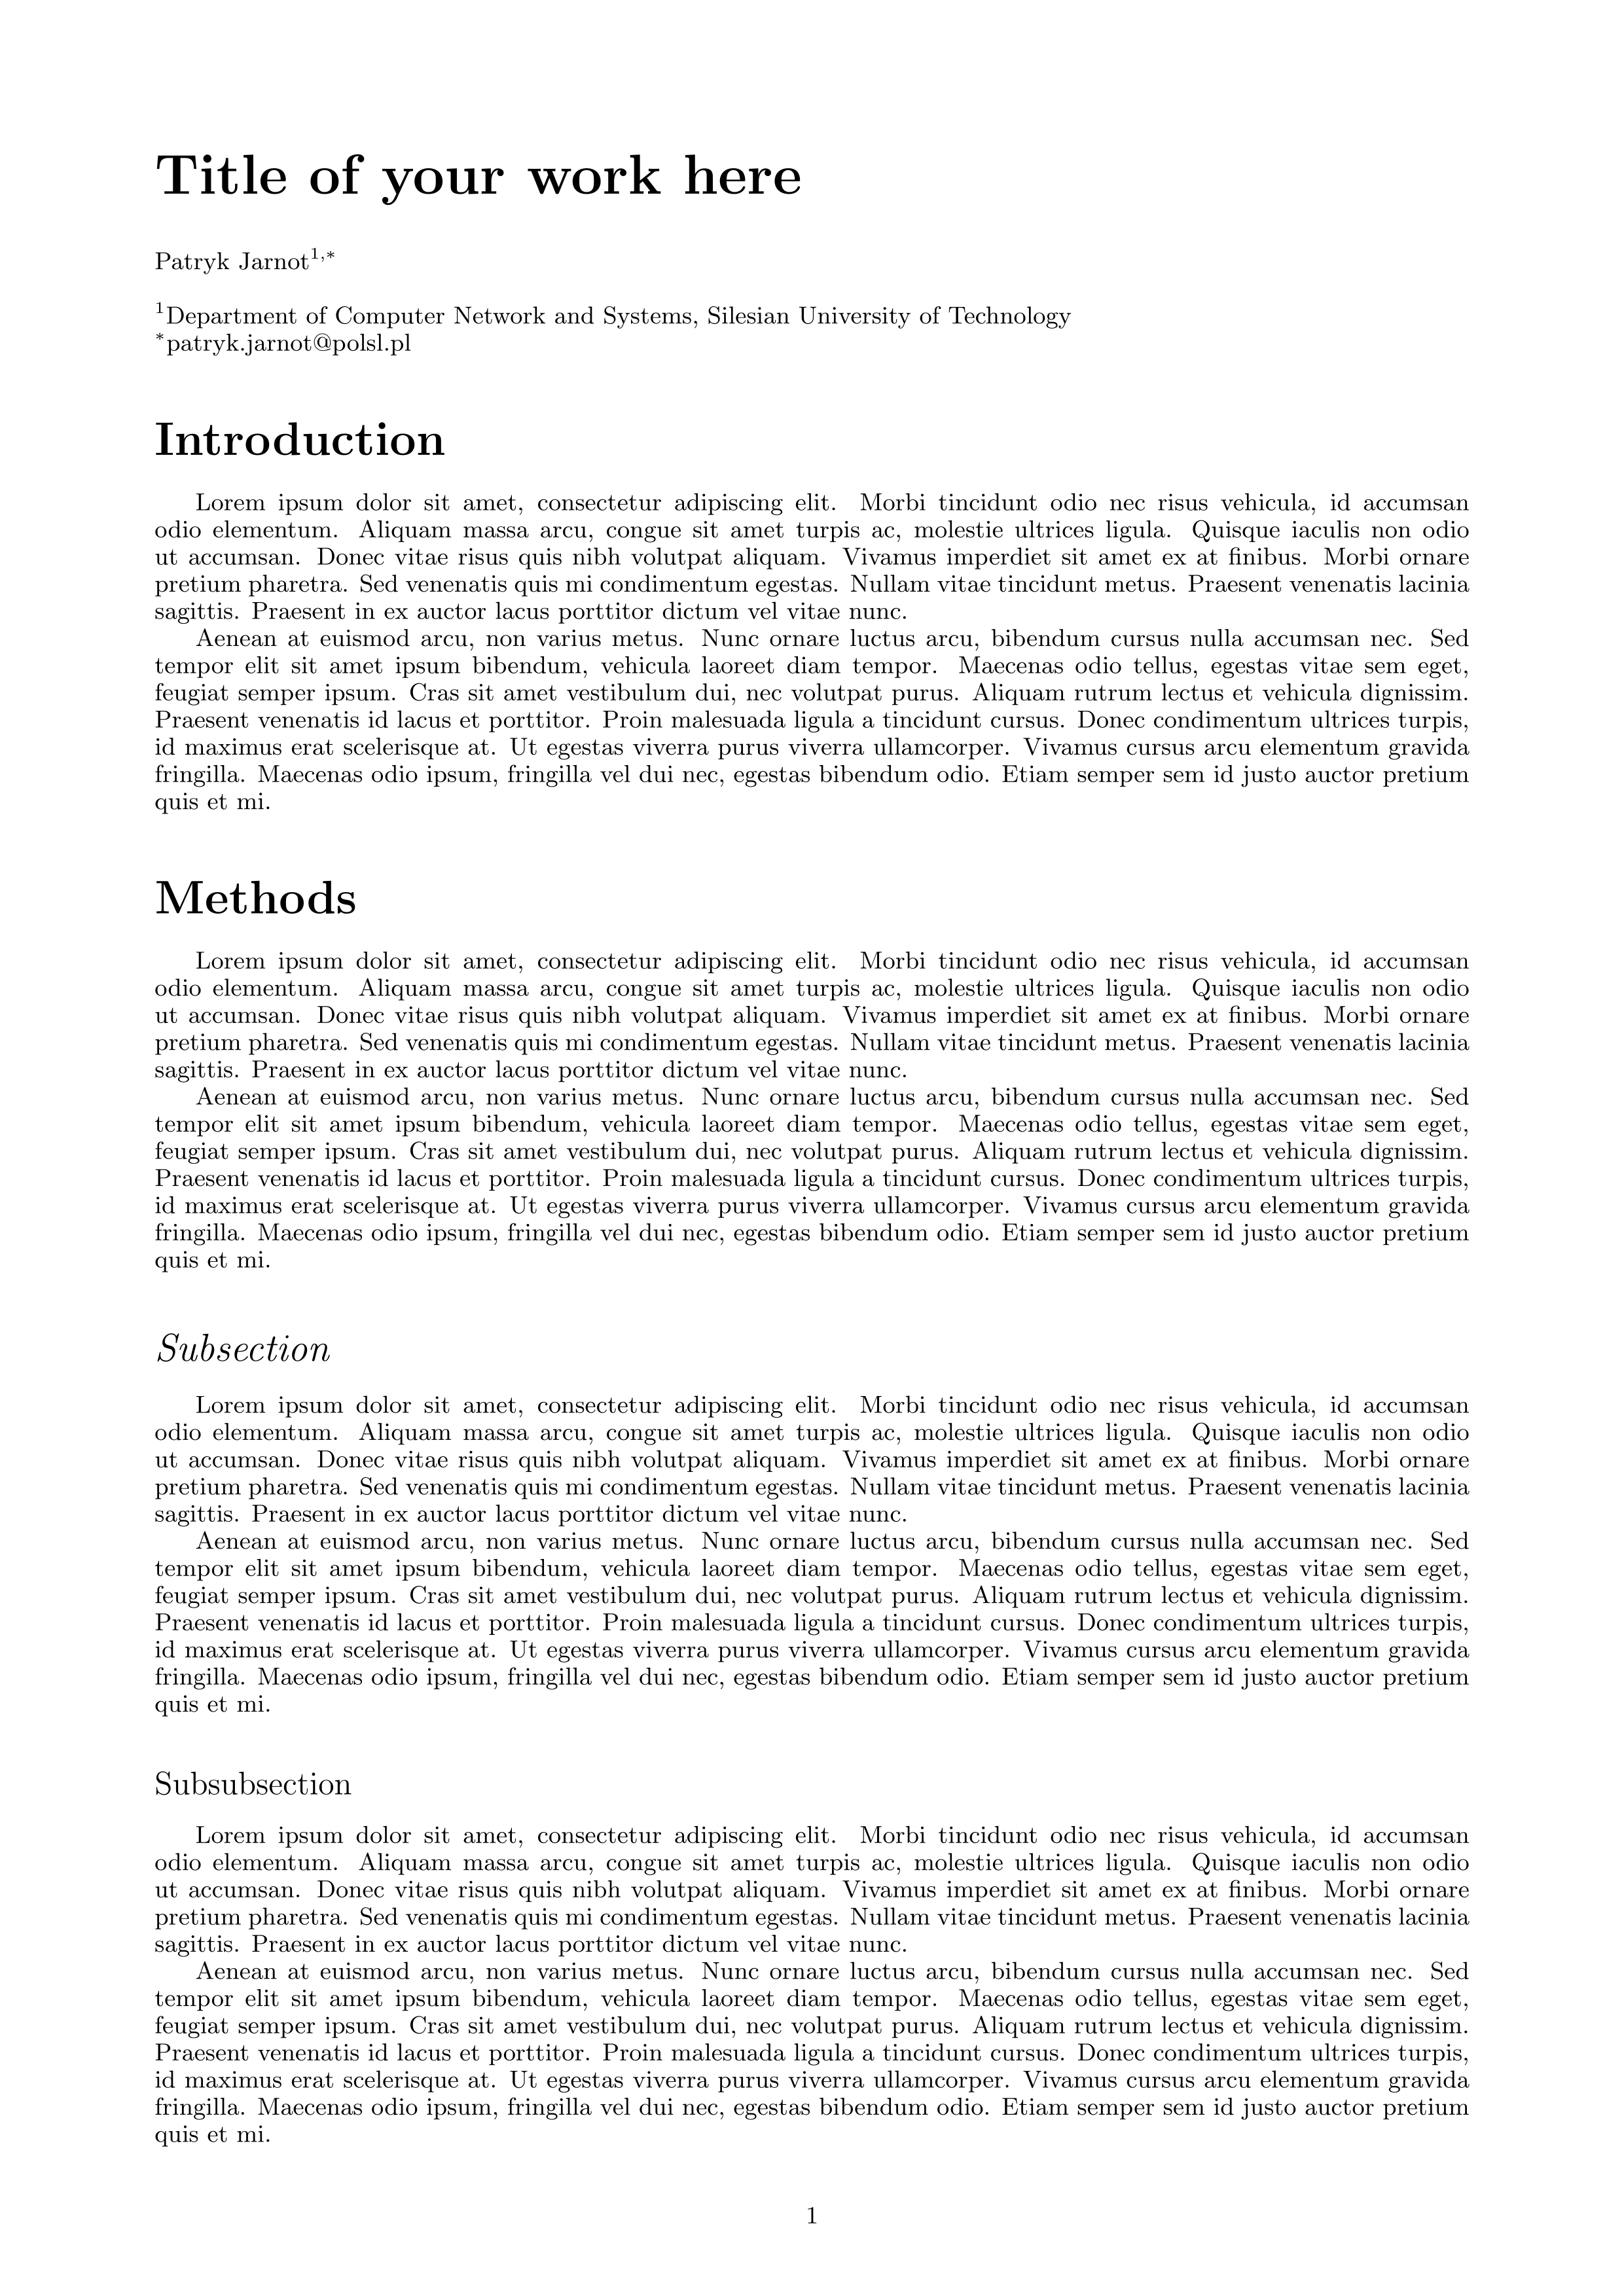 Title of your work here
Patryk Jarnot1,*
1Department of Computer Network and Systems, Silesian University of Technology
*patryk.jarnot@polsl.pl
Introduction
Lorem ipsum dolor sit amet, consectetur adipiscing elit. Morbi tincidunt odio nec risus vehicula, id accumsan
odio elementum. Aliquam massa arcu, congue sit amet turpis ac, molestie ultrices ligula. Quisque iaculis non odio
ut accumsan. Donec vitae risus quis nibh volutpat aliquam. Vivamus imperdiet sit amet ex at finibus. Morbi ornare
pretium pharetra. Sed venenatis quis mi condimentum egestas. Nullam vitae tincidunt metus. Praesent venenatis lacinia
sagittis. Praesent in ex auctor lacus porttitor dictum vel vitae nunc.
Aenean at euismod arcu, non varius metus. Nunc ornare luctus arcu, bibendum cursus nulla accumsan nec. Sed
tempor elit sit amet ipsum bibendum, vehicula laoreet diam tempor. Maecenas odio tellus, egestas vitae sem eget,
feugiat semper ipsum. Cras sit amet vestibulum dui, nec volutpat purus. Aliquam rutrum lectus et vehicula dignissim.
Praesent venenatis id lacus et porttitor. Proin malesuada ligula a tincidunt cursus. Donec condimentum ultrices turpis,
id maximus erat scelerisque at. Ut egestas viverra purus viverra ullamcorper. Vivamus cursus arcu elementum gravida
fringilla. Maecenas odio ipsum, fringilla vel dui nec, egestas bibendum odio. Etiam semper sem id justo auctor pretium
quis et mi.
Methods
Lorem ipsum dolor sit amet, consectetur adipiscing elit. Morbi tincidunt odio nec risus vehicula, id accumsan
odio elementum. Aliquam massa arcu, congue sit amet turpis ac, molestie ultrices ligula. Quisque iaculis non odio
ut accumsan. Donec vitae risus quis nibh volutpat aliquam. Vivamus imperdiet sit amet ex at finibus. Morbi ornare
pretium pharetra. Sed venenatis quis mi condimentum egestas. Nullam vitae tincidunt metus. Praesent venenatis lacinia
sagittis. Praesent in ex auctor lacus porttitor dictum vel vitae nunc.
Aenean at euismod arcu, non varius metus. Nunc ornare luctus arcu, bibendum cursus nulla accumsan nec. Sed
tempor elit sit amet ipsum bibendum, vehicula laoreet diam tempor. Maecenas odio tellus, egestas vitae sem eget,
feugiat semper ipsum. Cras sit amet vestibulum dui, nec volutpat purus. Aliquam rutrum lectus et vehicula dignissim.
Praesent venenatis id lacus et porttitor. Proin malesuada ligula a tincidunt cursus. Donec condimentum ultrices turpis,
id maximus erat scelerisque at. Ut egestas viverra purus viverra ullamcorper. Vivamus cursus arcu elementum gravida
fringilla. Maecenas odio ipsum, fringilla vel dui nec, egestas bibendum odio. Etiam semper sem id justo auctor pretium
quis et mi.
Subsection
Lorem ipsum dolor sit amet, consectetur adipiscing elit. Morbi tincidunt odio nec risus vehicula, id accumsan
odio elementum. Aliquam massa arcu, congue sit amet turpis ac, molestie ultrices ligula. Quisque iaculis non odio
ut accumsan. Donec vitae risus quis nibh volutpat aliquam. Vivamus imperdiet sit amet ex at finibus. Morbi ornare
pretium pharetra. Sed venenatis quis mi condimentum egestas. Nullam vitae tincidunt metus. Praesent venenatis lacinia
sagittis. Praesent in ex auctor lacus porttitor dictum vel vitae nunc.
Aenean at euismod arcu, non varius metus. Nunc ornare luctus arcu, bibendum cursus nulla accumsan nec. Sed
tempor elit sit amet ipsum bibendum, vehicula laoreet diam tempor. Maecenas odio tellus, egestas vitae sem eget,
feugiat semper ipsum. Cras sit amet vestibulum dui, nec volutpat purus. Aliquam rutrum lectus et vehicula dignissim.
Praesent venenatis id lacus et porttitor. Proin malesuada ligula a tincidunt cursus. Donec condimentum ultrices turpis,
id maximus erat scelerisque at. Ut egestas viverra purus viverra ullamcorper. Vivamus cursus arcu elementum gravida
fringilla. Maecenas odio ipsum, fringilla vel dui nec, egestas bibendum odio. Etiam semper sem id justo auctor pretium
quis et mi.
Subsubsection
Lorem ipsum dolor sit amet, consectetur adipiscing elit. Morbi tincidunt odio nec risus vehicula, id accumsan
odio elementum. Aliquam massa arcu, congue sit amet turpis ac, molestie ultrices ligula. Quisque iaculis non odio
ut accumsan. Donec vitae risus quis nibh volutpat aliquam. Vivamus imperdiet sit amet ex at finibus. Morbi ornare
pretium pharetra. Sed venenatis quis mi condimentum egestas. Nullam vitae tincidunt metus. Praesent venenatis lacinia
sagittis. Praesent in ex auctor lacus porttitor dictum vel vitae nunc.
Aenean at euismod arcu, non varius metus. Nunc ornare luctus arcu, bibendum cursus nulla accumsan nec. Sed
tempor elit sit amet ipsum bibendum, vehicula laoreet diam tempor. Maecenas odio tellus, egestas vitae sem eget,
feugiat semper ipsum. Cras sit amet vestibulum dui, nec volutpat purus. Aliquam rutrum lectus et vehicula dignissim.
Praesent venenatis id lacus et porttitor. Proin malesuada ligula a tincidunt cursus. Donec condimentum ultrices turpis,
id maximus erat scelerisque at. Ut egestas viverra purus viverra ullamcorper. Vivamus cursus arcu elementum gravida
fringilla. Maecenas odio ipsum, fringilla vel dui nec, egestas bibendum odio. Etiam semper sem id justo auctor pretium
quis et mi.
1